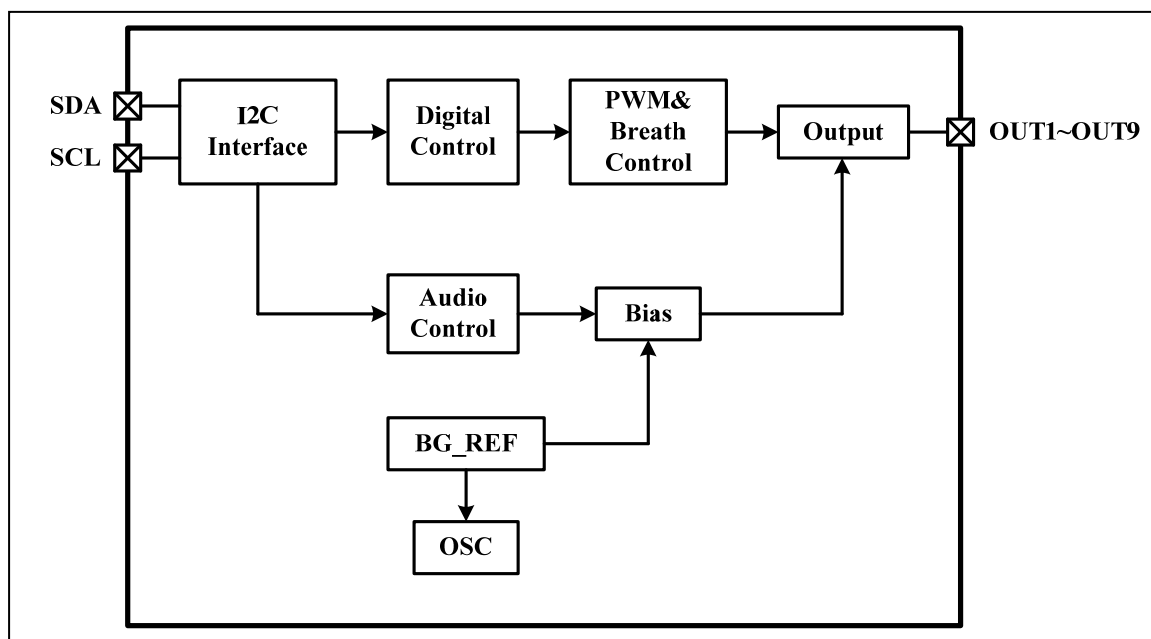 SDA
SCL
I2C
Interface
Digital
Control
PWM&
Breath
Control
Output
OUT1~OUT9
Audio
Control
Bias
BG_REF
OSC